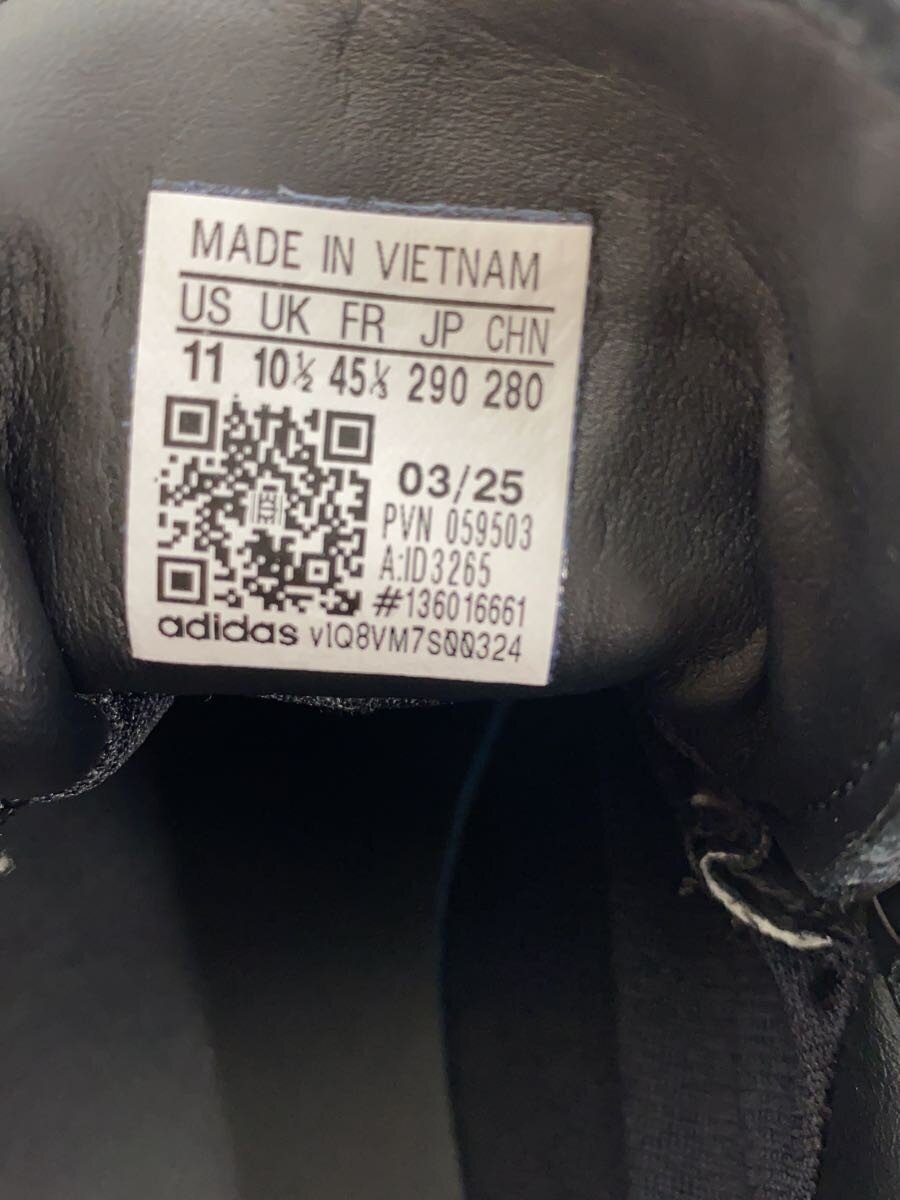 MADE IN VIETNAM
US UK FR JP CHN
11 10½ 45⅓ 290 280
03/25
PVN 059503
A:ID3265
#136016661
adidas vlQ8VM7S00324